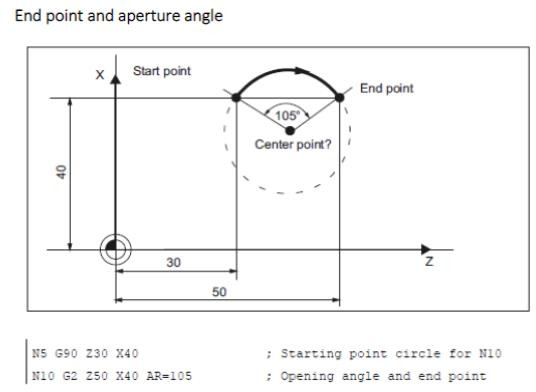 End point and aperture angle
X
Start point
End point
105°
Center point?
40
30
Z
50
N5 G90 Z30 X40 ; Starting point circle for N10
N10 G2 Z50 X40 AR=105 ; Opening angle and end point